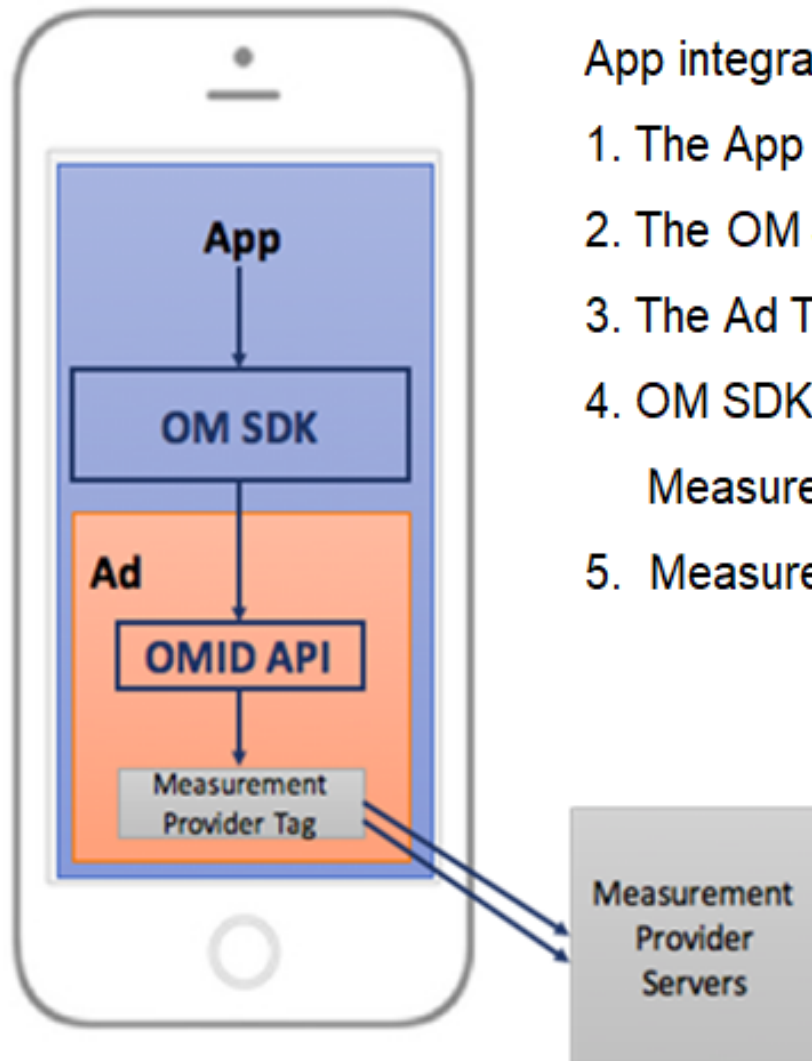 App
OM SDK
Ad
OMID API
Measurement
Provider Tag
App integra
1. The App
2. The OM
3. The Ad T
4. OM SDK
Measure
5. Measure
Measurement
Provider
Servers